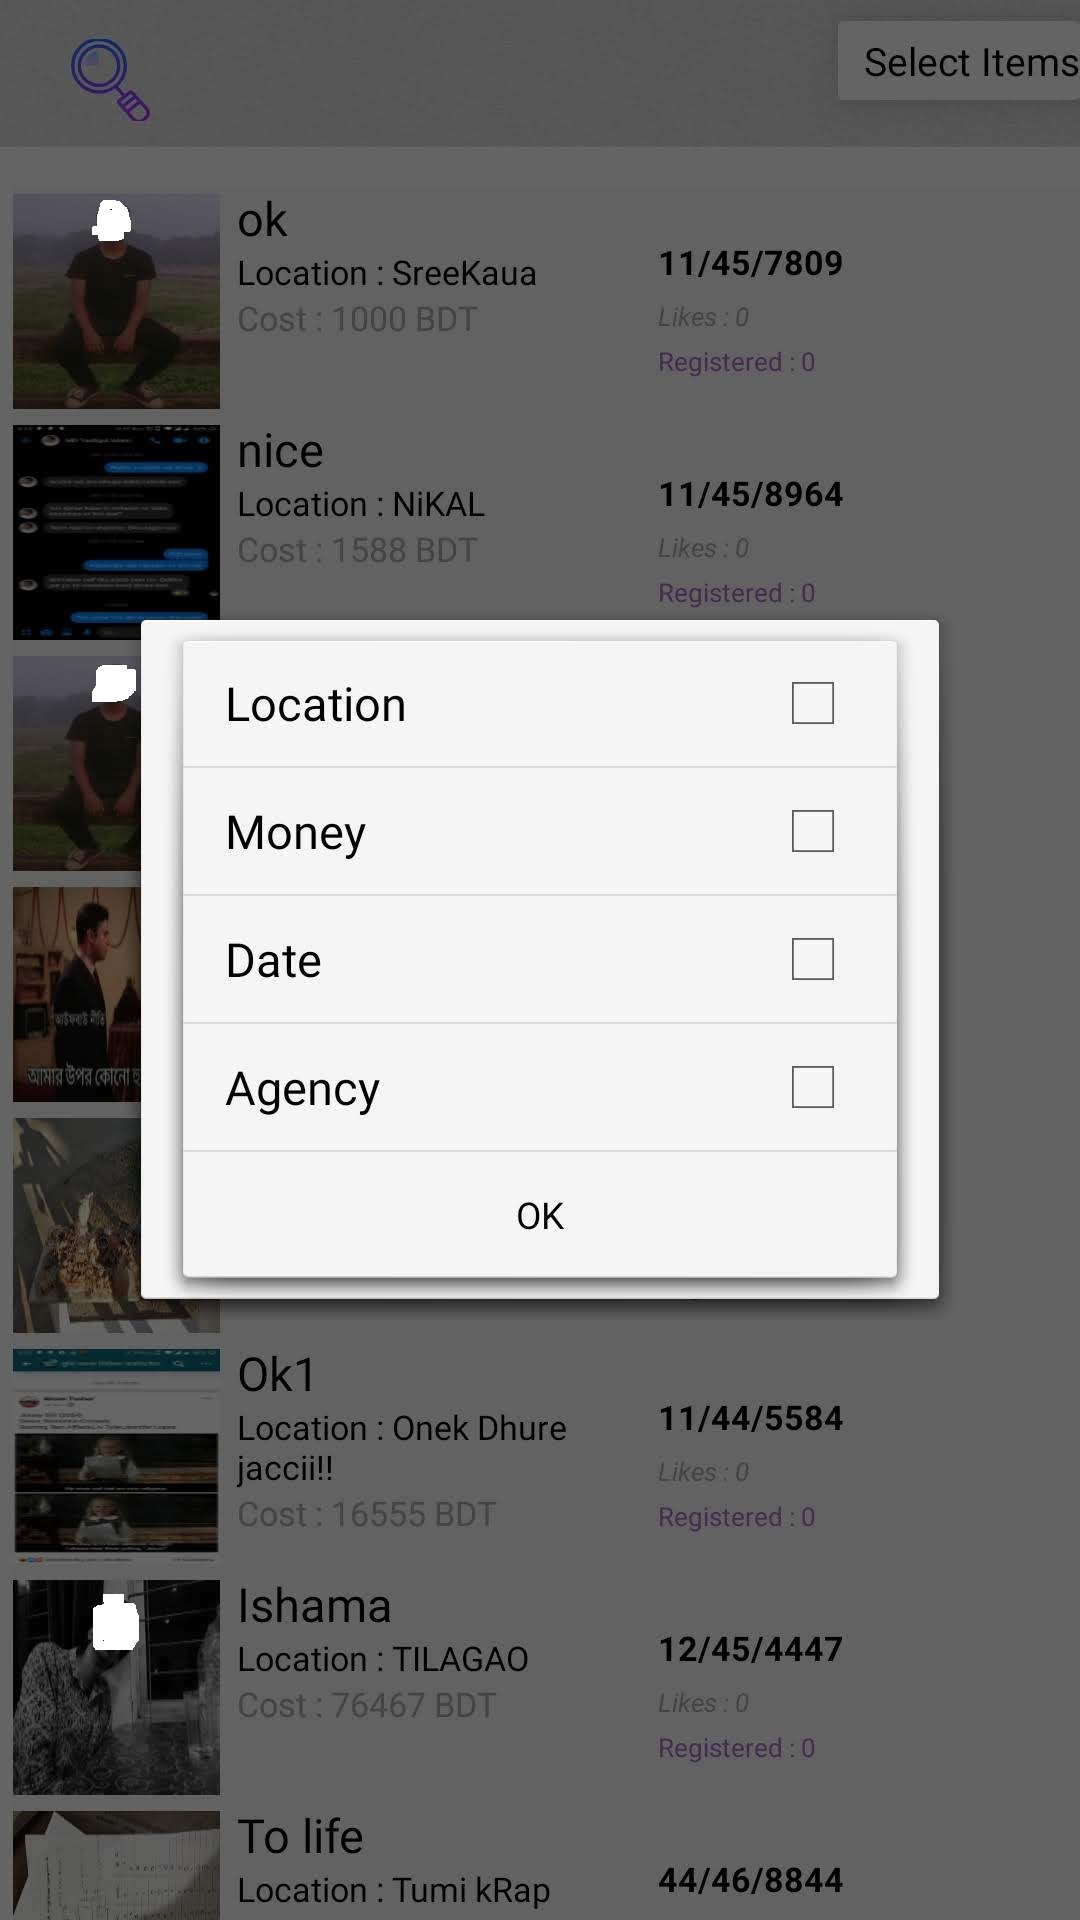 Select Items
ok
Location : SreeKaua
Cost : 1000 BDT
11/45/7809
Likes : 0
Registered : 0
nice
Location : NiKAL
Cost : 1588 BDT
11/45/8964
Likes : 0
Registered : 0
Location
Money
Date
Agency
OK
আমার উপর কোনো
Ok1
Location : Onek Dhure
jaccii!!
Cost : 16555 BDT
11/44/5584
Likes : 0
Registered : 0
Ishama
Location : TILAGAO
Cost : 76467 BDT
12/45/4447
Likes : 0
Registered : 0
To life
Location : Tumi kRap
44/46/8844